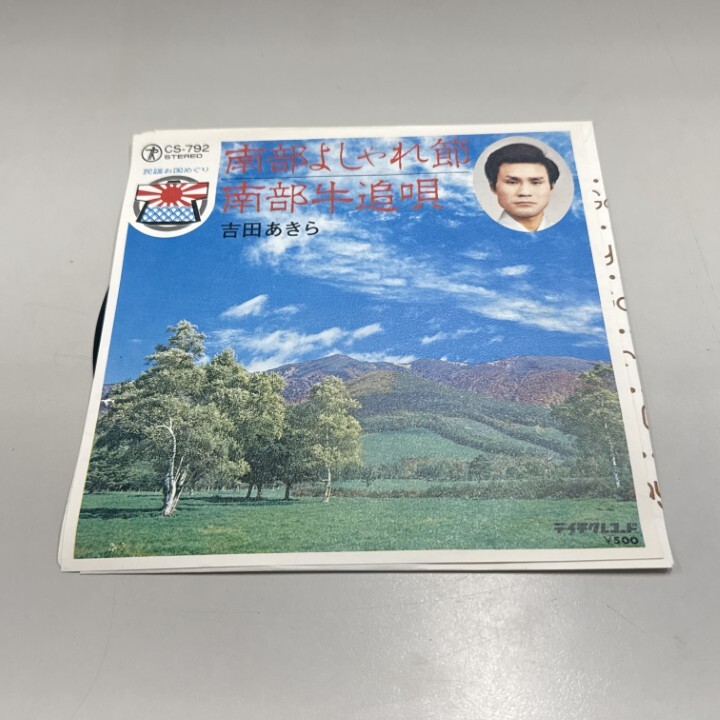 CS-792
STEREO
民謡お国めぐり
南部よしゃれ節
南部牛追唄
吉田あきら
テイチクレコード
¥500